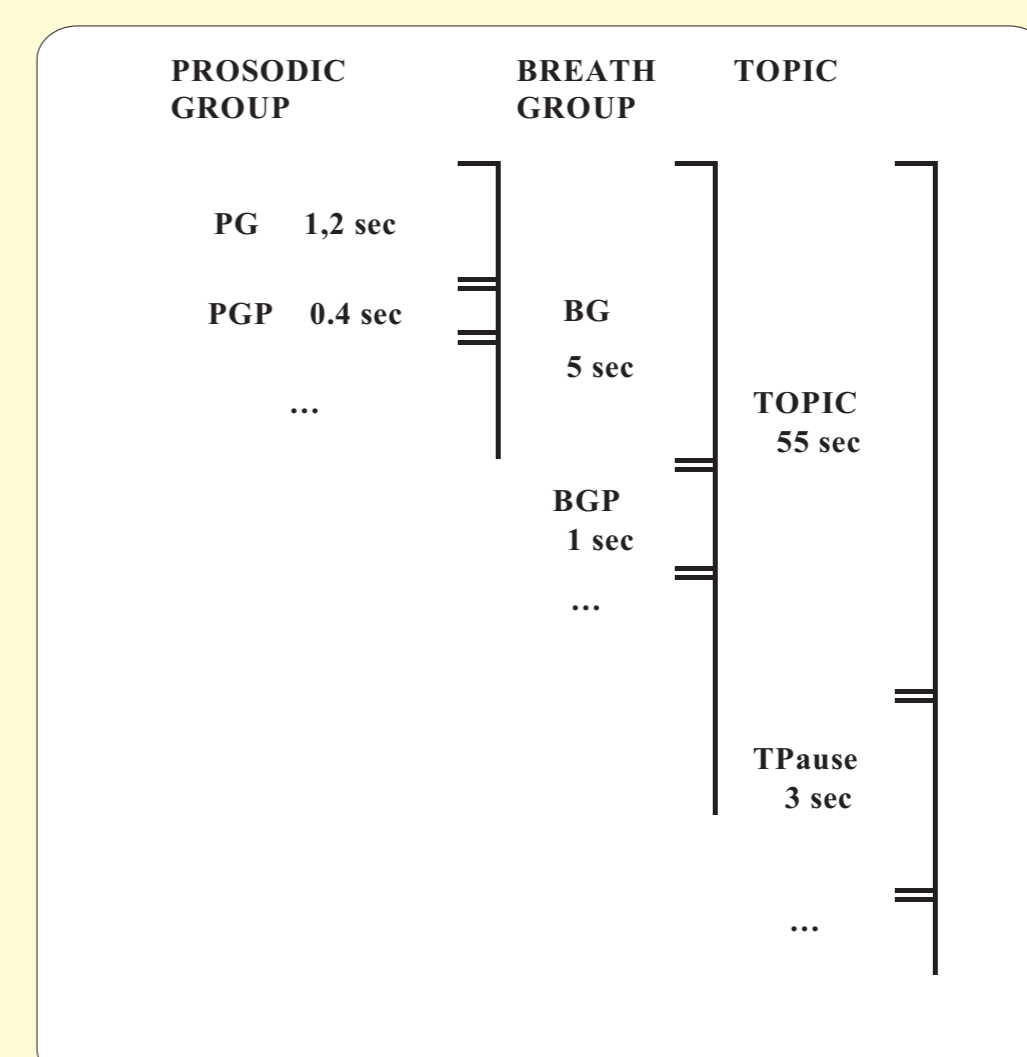 PROSODIC
GROUP
BREATH
GROUP
TOPIC
PG 1,2 sec
PGP 0.4 sec
...
BG
5 sec
BGP
1 sec
...
TOPIC
55 sec
TPause
3 sec
...